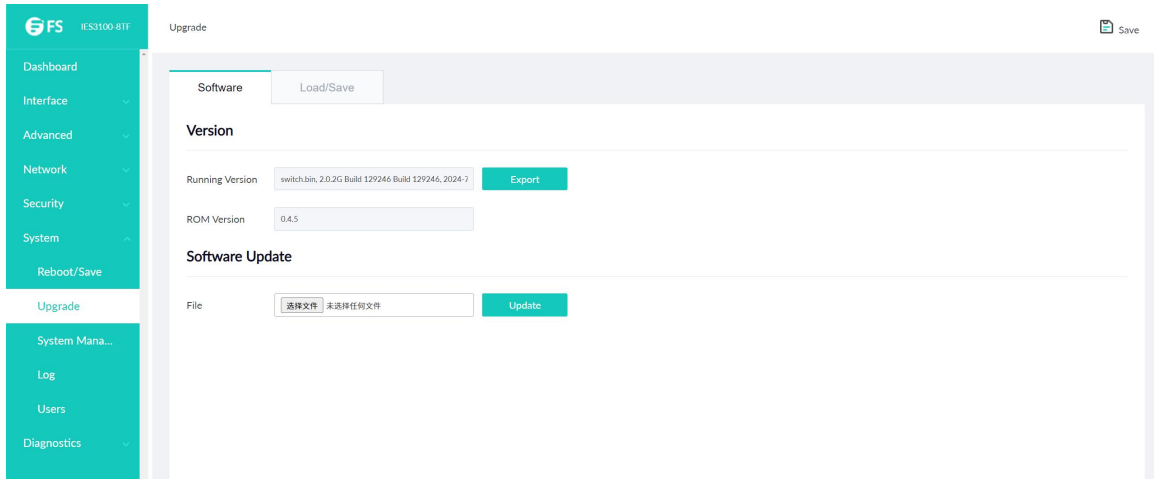 FS IES3100-8TF
Upgrade
Save
Dashboard
Interface
Advanced
Network
Security
System
Reboot/Save
Upgrade
System Mana...
Log
Users
Diagnostics
Software Load/Save
Version
Running Version switch.bin, 2.0.2G Build 129246 Build 129246, 2024-7 Export
ROM Version 0.4.5
Software Update
File 选择文件 未选择任何文件 Update